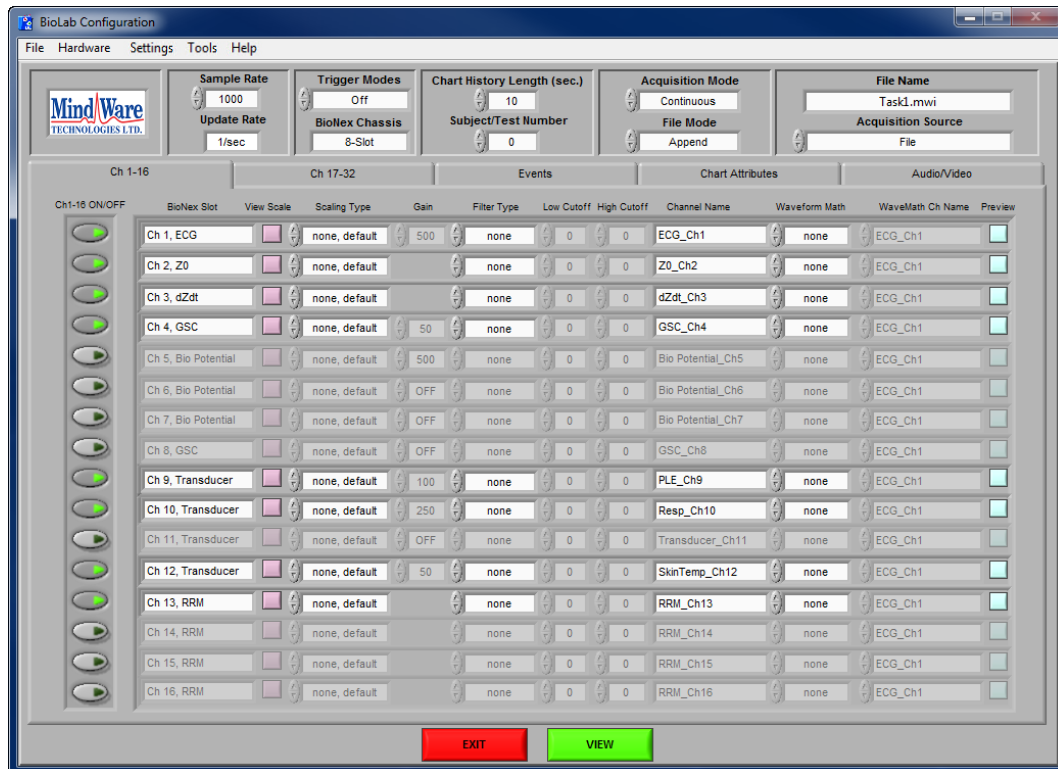 BioLab Configuration
File Hardware Settings Tools Help
MindWare
TECHNOLOGIES LTD.
Sample Rate
1000
Update Rate
1/sec
Trigger Modes
Off
BioNex Chassis
8-Slot
Chart History Length (sec.)
10
Subject/Test Number
0
Acquisition Mode
Continuous
File Mode
Append
File Name
Task1.mwi
Acquisition Source
File
Ch 1-16 Ch 17-32 Events Chart Attributes Audio/Video
Ch1-16 ON/OFF BioNex Slot View Scale Scaling Type Gain Filter Type Low Cutoff High Cutoff Channel Name Waveform Math WaveMath Ch Name Preview
Ch 1, ECG none, default 500 none 0 0 ECG_Ch1 none ECG_Ch1
Ch 2, Z0 none, default none 0 0 Z0_Ch2 none ECG_Ch1
Ch 3, dZdt none, default none 0 0 dZdt_Ch3 none ECG_Ch1
Ch 4, GSC none, default 50 none 0 0 GSC_Ch4 none ECG_Ch1
Ch 5, Bio Potential none, default 500 none 0 0 Bio Potential_Ch5 none ECG_Ch1
Ch 6, Bio Potential none, default OFF none 0 0 Bio Potential_Ch6 none ECG_Ch1
Ch 7, Bio Potential none, default OFF none 0 0 Bio Potential_Ch7 none ECG_Ch1
Ch 8, GSC none, default OFF none 0 0 GSC_Ch8 none ECG_Ch1
Ch 9, Transducer none, default 100 none 0 0 PLE_Ch9 none ECG_Ch1
Ch 10, Transducer none, default 250 none 0 0 Resp_Ch10 none ECG_Ch1
Ch 11, Transducer none, default OFF none 0 0 Transducer_Ch11 none ECG_Ch1
Ch 12, Transducer none, default 50 none 0 0 SkinTemp_Ch12 none ECG_Ch1
Ch 13, RRM none, default none 0 0 RRM_Ch13 none ECG_Ch1
Ch 14, RRM none, default none 0 0 RRM_Ch14 none ECG_Ch1
Ch 15, RRM none, default none 0 0 RRM_Ch15 none ECG_Ch1
Ch 16, RRM none, default none 0 0 RRM_Ch16 none ECG_Ch1
EXIT VIEW